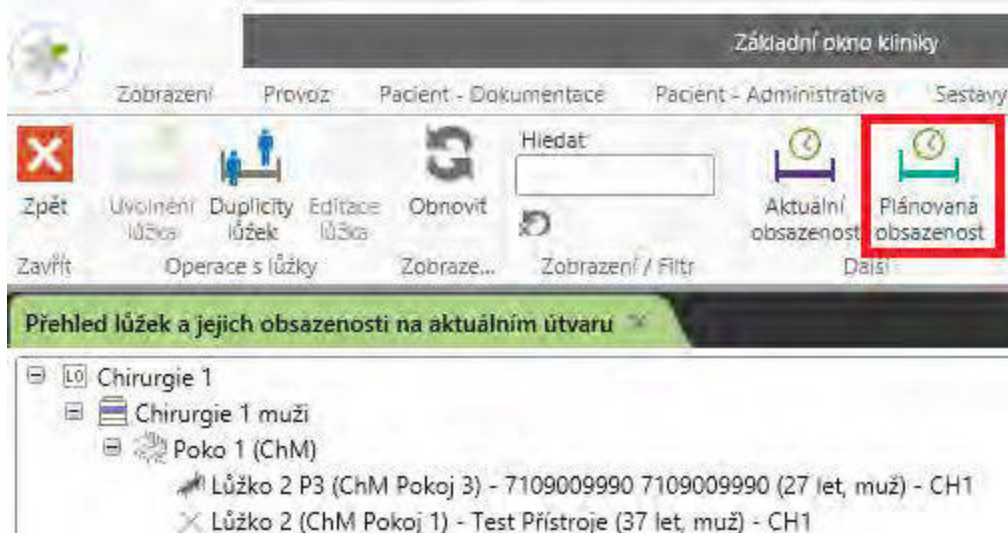 Základní okno kliniky
Zobrazení Provoz Pacient - Dokumentace Pacient - Administrativa Sestavy
Hledat:
Zpět Uvolnění lůžka Duplicity lůžek Editace lůžka Obnovit Aktuální obsazenost Plánovaná obsazenost
Zavřít Operace s lůžky Zobraze... Zobrazení / Filtr Další
Přehled lůžek a jejich obsazenosti na aktuálním útvaru
L0 Chirurgie 1
Chirurgie 1 muži
Poko 1 (ChM)
Lůžko 2 P3 (ChM Pokoj 3) - 7109009990 7109009990 (27 let, muž) - CH1
Lůžko 2 (ChM Pokoj 1) - Test Přístroje (37 let, muž) - CH1